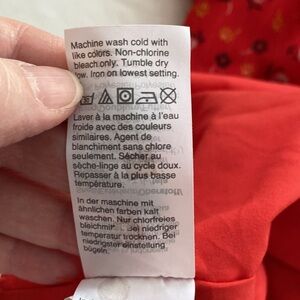 Machine wash cold with
like colors. Non-chlorine
bleach only. Tumble dry
low. Iron on lowest setting.
Laver à la machine à l'eau
froide avec des couleurs
similaires. Agent de
blanchiment sans chlore
seulement. Sécher au
sèche-linge au cycle doux.
Repasser à la plus basse
température.
In der maschine mit
ähnlichen farben kalt
waschen. Nur chlorfreies
bleichmittel. Bei niedriger
temperatur trocknen. Bei
niedrigster einstellung
bügeln.